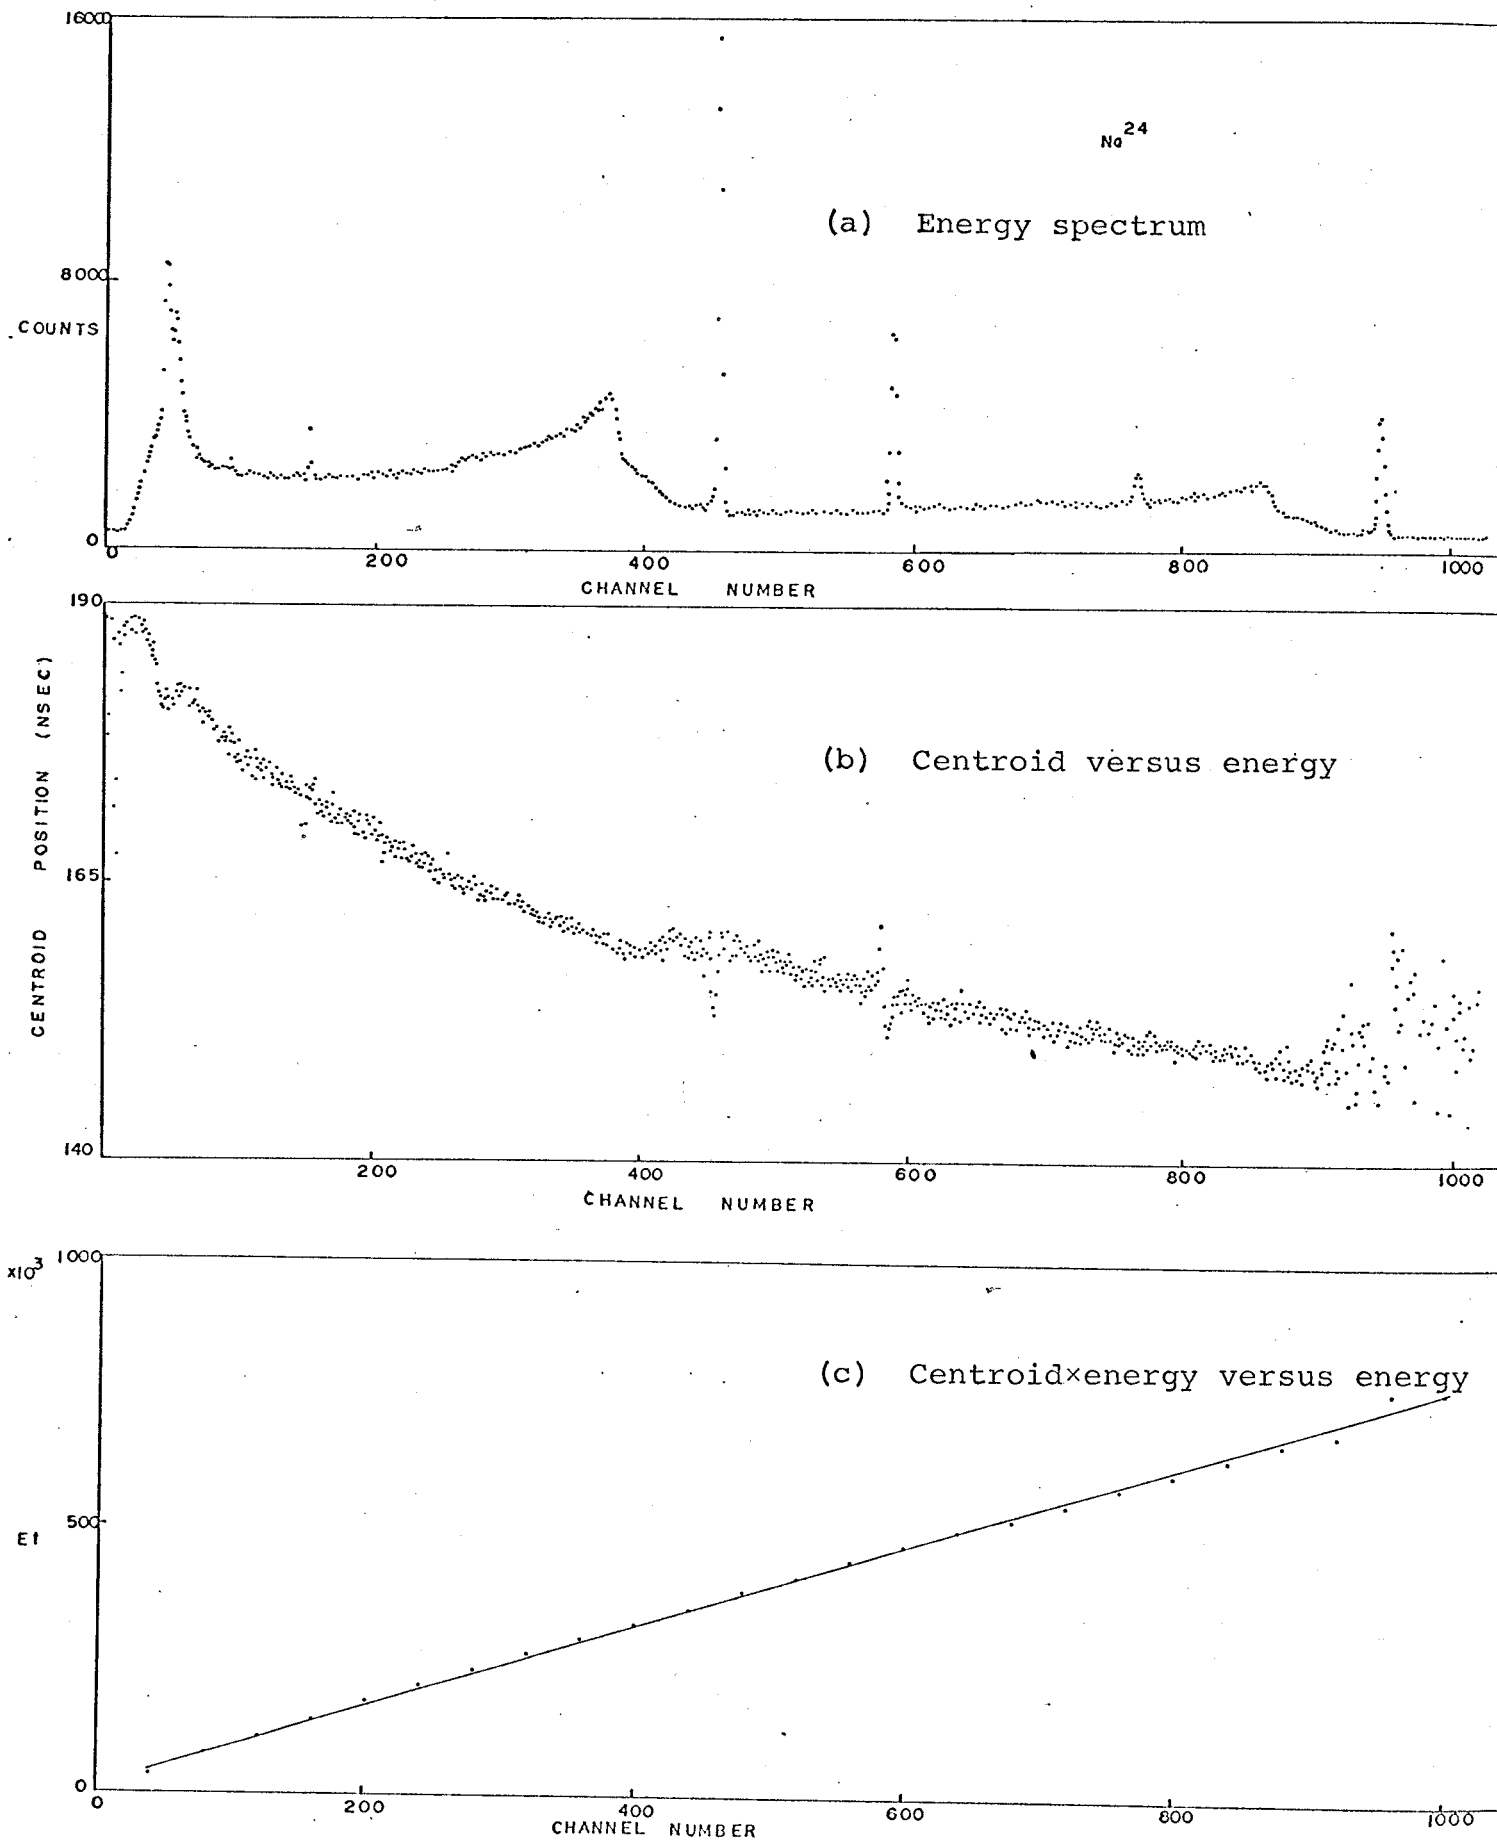 16000
Na24
(a) Energy spectrum
8000
COUNTS
0
0 200 400 600 800 1000
CHANNEL NUMBER
190
CENTROID POSITION (NSEC)
(b) Centroid versus energy
165
140
200 400 600 800 1000
CHANNEL NUMBER
×10³ 1000
(c) Centroid×energy versus energy
500
Et
0
0 200 400 600 800 1000
CHANNEL NUMBER